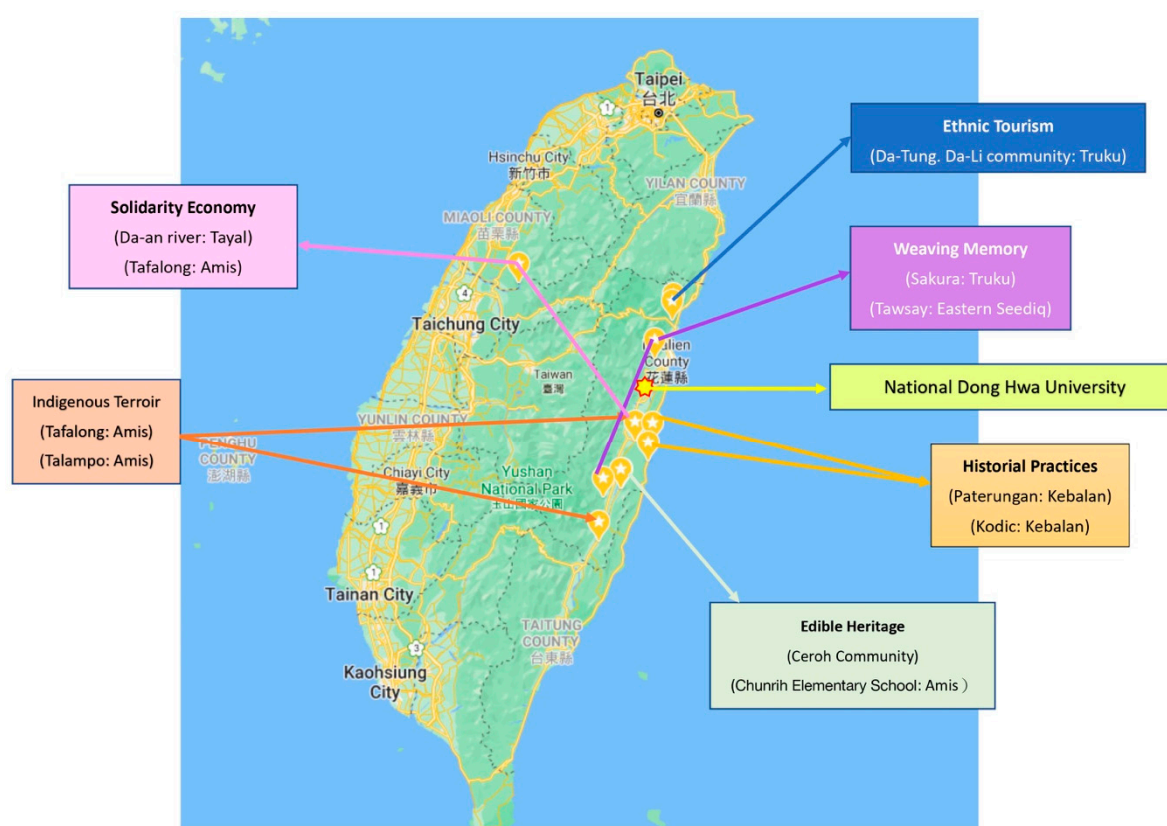 Taipei
台北
1
Hsinchu City
新竹市
YILAN COUNTY
宜蘭縣
MIAOLI COUNTY
苗栗縣
4
Taichung City
Taiwan
臺灣
County
花蓮縣
YUNLIN COUNTY
雲林縣
COUNTY
澎湖縣
Chiayi City
嘉義市
Yushan
National Park
玉山國家公園
1
1
Tainan City
TAITUNG
COUNTY
台東縣
3
Kaohsiung
City
Solidarity Economy
(Da-an river: Tayal)
(Tafalong: Amis)
Indigenous Terroir
(Tafalong: Amis)
(Talampo: Amis)
Ethnic Tourism
(Da-Tung. Da-Li community: Truku)
Weaving Memory
(Sakura: Truku)
(Tawsay: Eastern Seediq)
National Dong Hwa University
Historial Practices
(Paterungan: Kebalan)
(Kodic: Kebalan)
Edible Heritage
(Ceroh Community)
(Chunrih Elementary School: Amis）